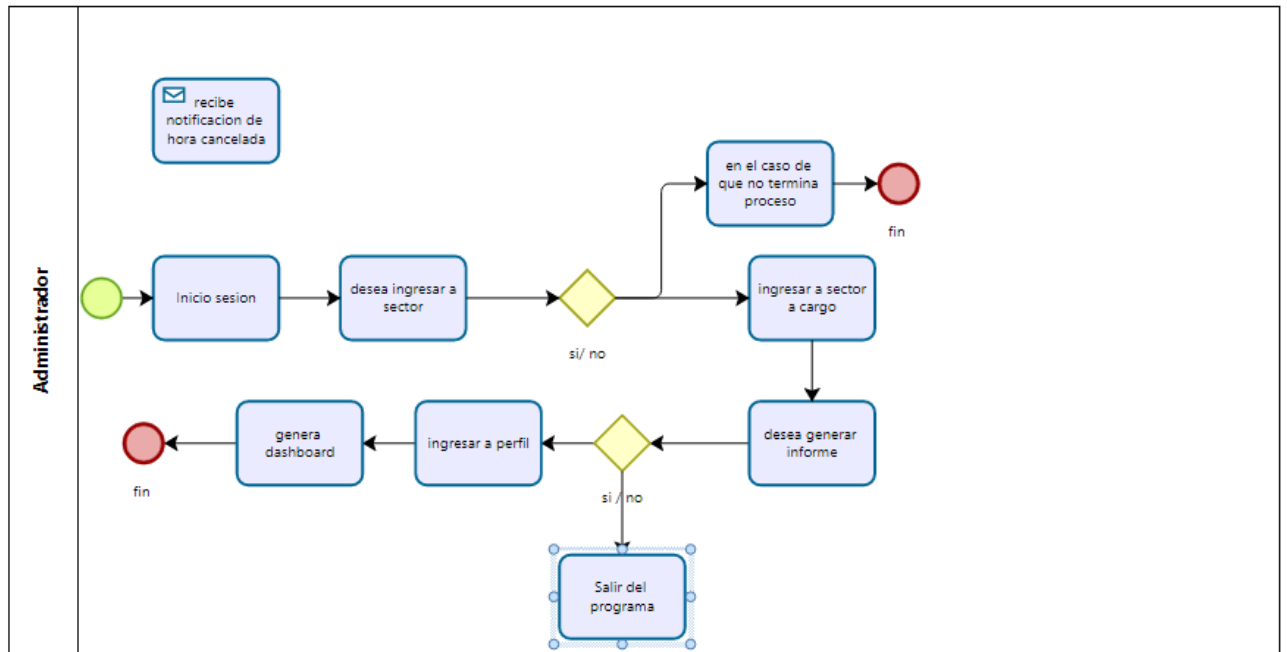 Administrador
recibe
notificacion de
hora cancelada
en el caso de
que no termina
proceso
fin
Inicio sesion
desea ingresar a
sector
si/ no
ingresar a sector
a cargo
desea generar
informe
si / no
ingresar a perfil
genera
dashboard
fin
Salir del
programa